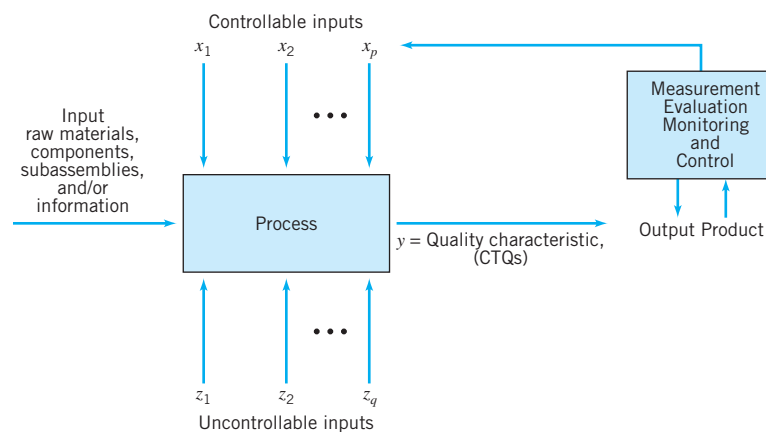 Controllable inputs
x1 x2 xp
Measurement
Evaluation
Monitoring
and
Control
Input
raw materials,
components,
subassemblies,
and/or
information
Process
Output Product
y = Quality characteristic,
(CTQs)
z1 z2 zq
Uncontrollable inputs